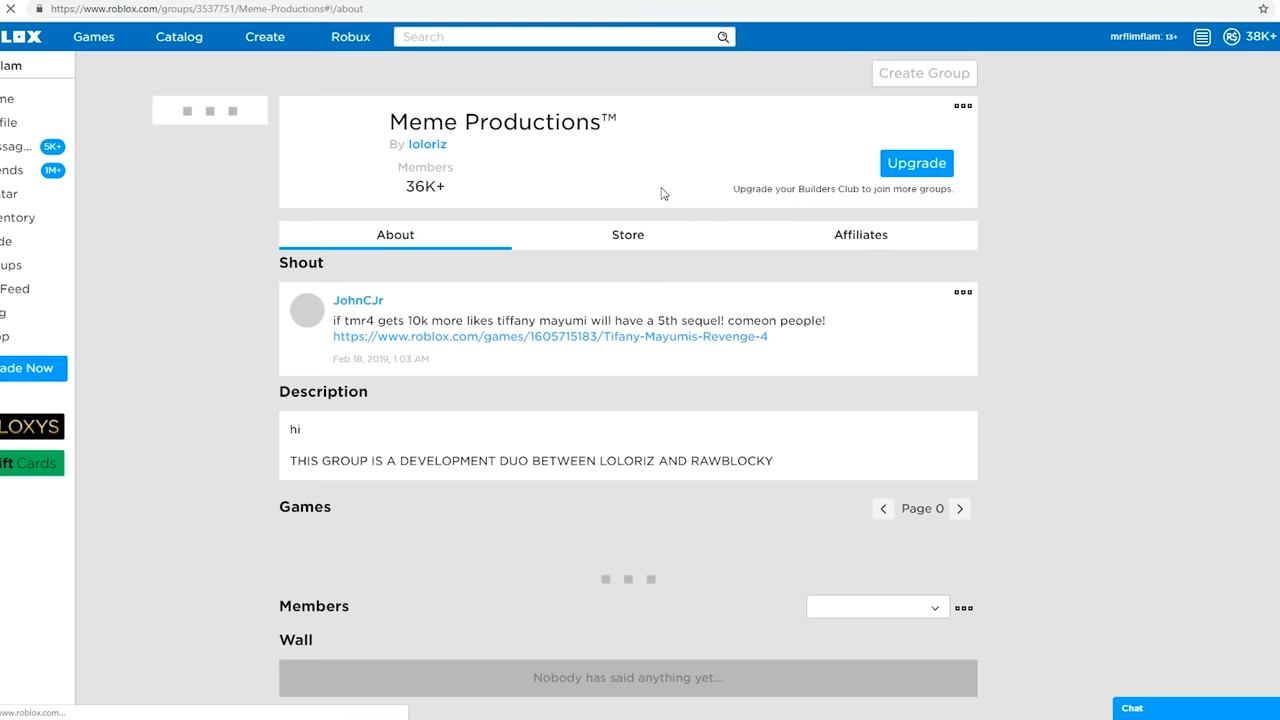 https://www.roblox.com/groups/3537751/Meme-Productions#!/about
LOX
Games
Catalog
Create
Robux
Search
mrflimflam: 13+
38K+
lam
me
file
ssag... 5K+
ends 1M+
tar
entory
de
ups
Feed
g
p
ade Now
LOXYS
ift Cards
Create Group
Meme Productions™
By loloriz
Members
36K+
Upgrade
Upgrade your Builders Club to join more groups.
About
Store
Affiliates
Shout
JohnCJr
if tmr4 gets 10k more likes tiffany mayumi will have a 5th sequel! comeon people!
https://www.roblox.com/games/1605715183/Tifany-Mayumis-Revenge-4
Feb 18, 2019, 1:03 AM
Description
hi
THIS GROUP IS A DEVELOPMENT DUO BETWEEN LOLORIZ AND RAWBLOCKY
Games
Page 0
Members
Wall
Nobody has said anything yet...
www.roblox.com...
Chat